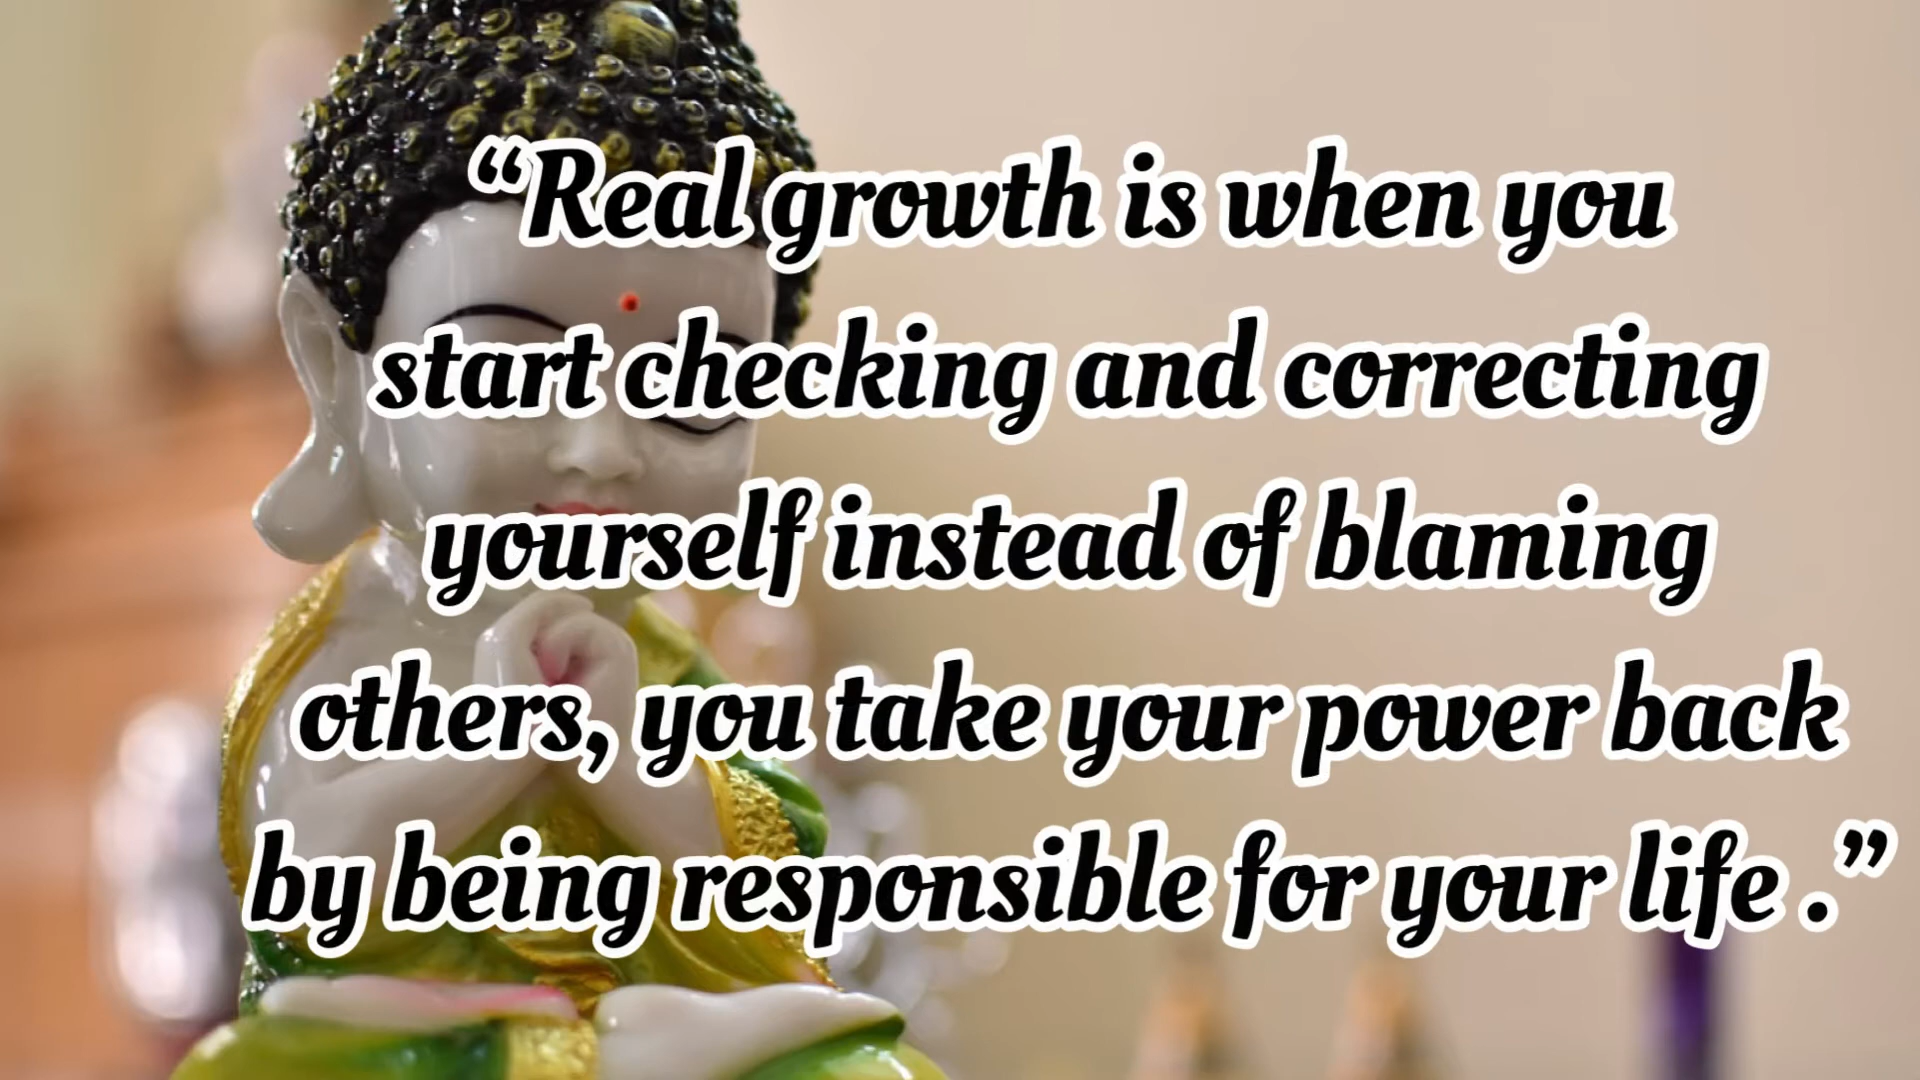 “Real growth is when you
start checking and correcting
yourself instead of blaming
others, you take your power back
by being responsible for your life .”